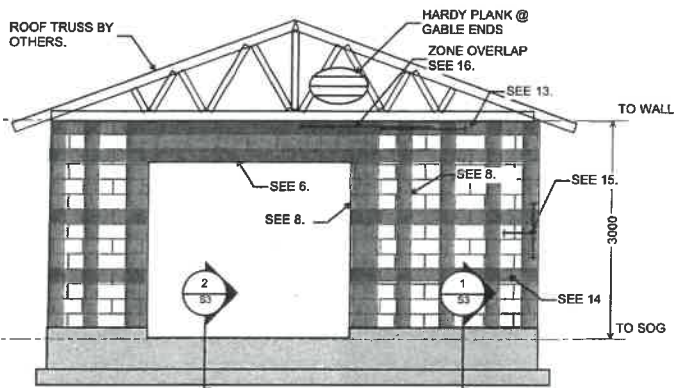 ROOF TRUSS BY
OTHERS.
HARDY PLANK @
GABLE ENDS
ZONE OVERLAP
SEE 16.
SEE 13.
TO WALL
SEE 6.
SEE 8.
SEE 8.
SEE 15.
3000
2
S3
1
S3
SEE 14
TO SOG